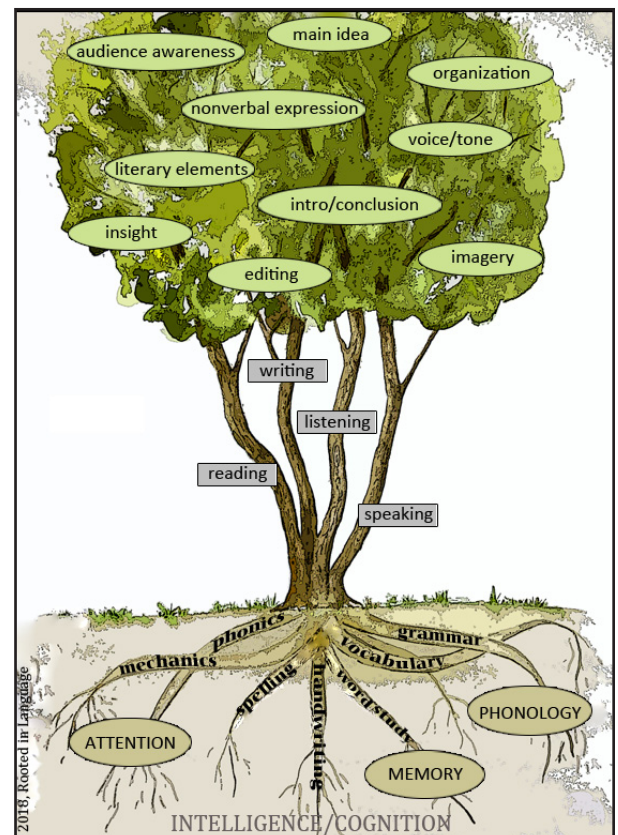 main idea
audience awareness
organization
nonverbal expression
voice/tone
literary elements
intro/conclusion
insight
imagery
editing
writing
listening
reading
speaking
phonics
grammar
mechanics
vocabulary
spelling
handwriting
word study
PHONOLOGY
ATTENTION
MEMORY
INTELLIGENCE/COGNITION
2018, Rooted in Language